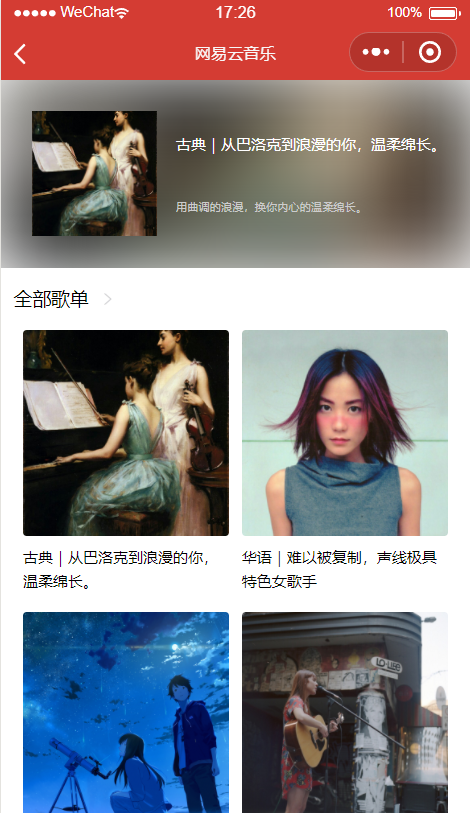 WeChat 17:26 100%
网易云音乐
古典｜从巴洛克到浪漫的你，温柔绵长。
用曲调的浪漫，换你内心的温柔绵长。
全部歌单
古典｜从巴洛克到浪漫的你，
温柔绵长。
华语｜难以被复制，声线极具
特色女歌手